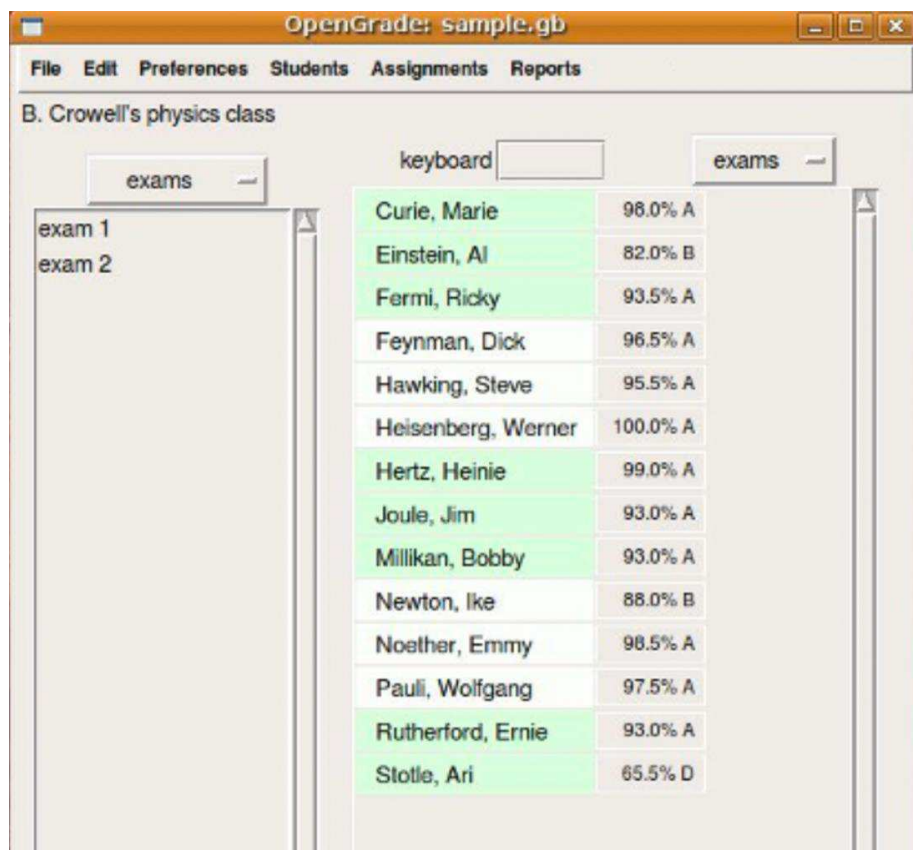 OpenGrade: sample.gb
File Edit Preferences Students Assignments Reports
B. Crowell's physics class
exams
exam 1
exam 2
keyboard exams
Curie, Marie 98.0% A
Einstein, Al 82.0% B
Fermi, Ricky 93.5% A
Feynman, Dick 96.5% A
Hawking, Steve 95.5% A
Heisenberg, Werner 100.0% A
Hertz, Heinie 99.0% A
Joule, Jim 93.0% A
Millikan, Bobby 93.0% A
Newton, Ike 88.0% B
Noether, Emmy 98.5% A
Pauli, Wolfgang 97.5% A
Rutherford, Ernie 93.0% A
Stotle, Ari 65.5% D